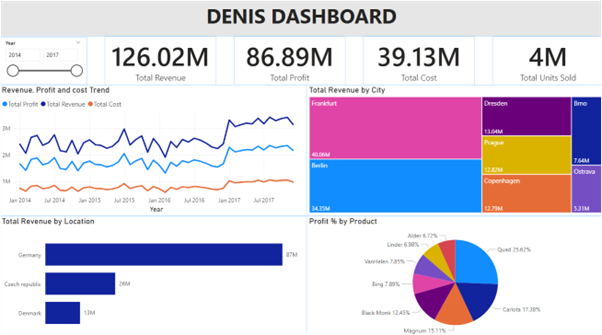 DENIS DASHBOARD
Year
2014 2017
126.02M
Total Revenue
86.89M
Total Profit
39.13M
Total Cost
4M
Total Units Sold
Revenue. Profit and cost Trend
Total Profit Total Revenue Total Cost
3M
2M
1M
Jan 2014 Jul 2014 Jan 2015 Jul 2015 Jan 2016 Jul 2016 Jan 2017 Jul 2017
Year
Total Revenue by City
Frankfurt
40.06M
Berlin
34.35M
Dresden
13.04M
Prague
12.82M
Copenhagen
12.79M
Brno
7.64M
Ostrava
5.31M
Total Revenue by Location
Germany 87M
Czech republic 26M
Denmark 13M
Profit % by Product
Alder 6.72%
Linder 6.98%
VanHelen 7.85%
Bing 7.89%
Black Monk 12.43%
Magnum 15.11%
Cariota 17.38%
Quad 25.62%